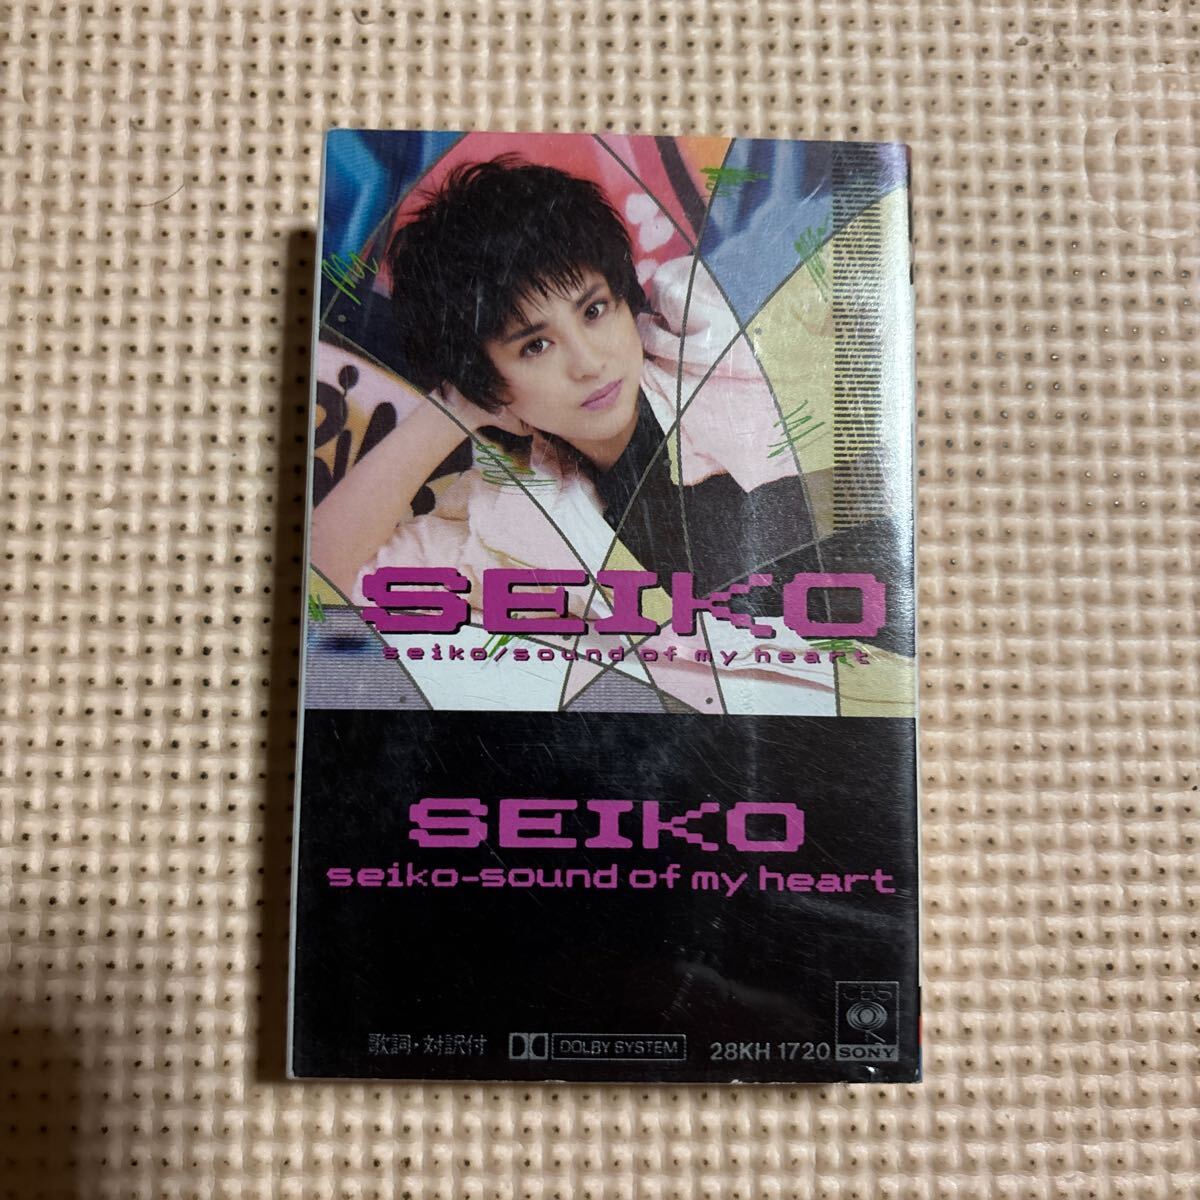 SEIKO
seiko/sound of my heart
SEIKO
seiko-sound of my heart
歌詞・対訳付 DOLBY SYSTEM 28KH 1720
CBS
SONY